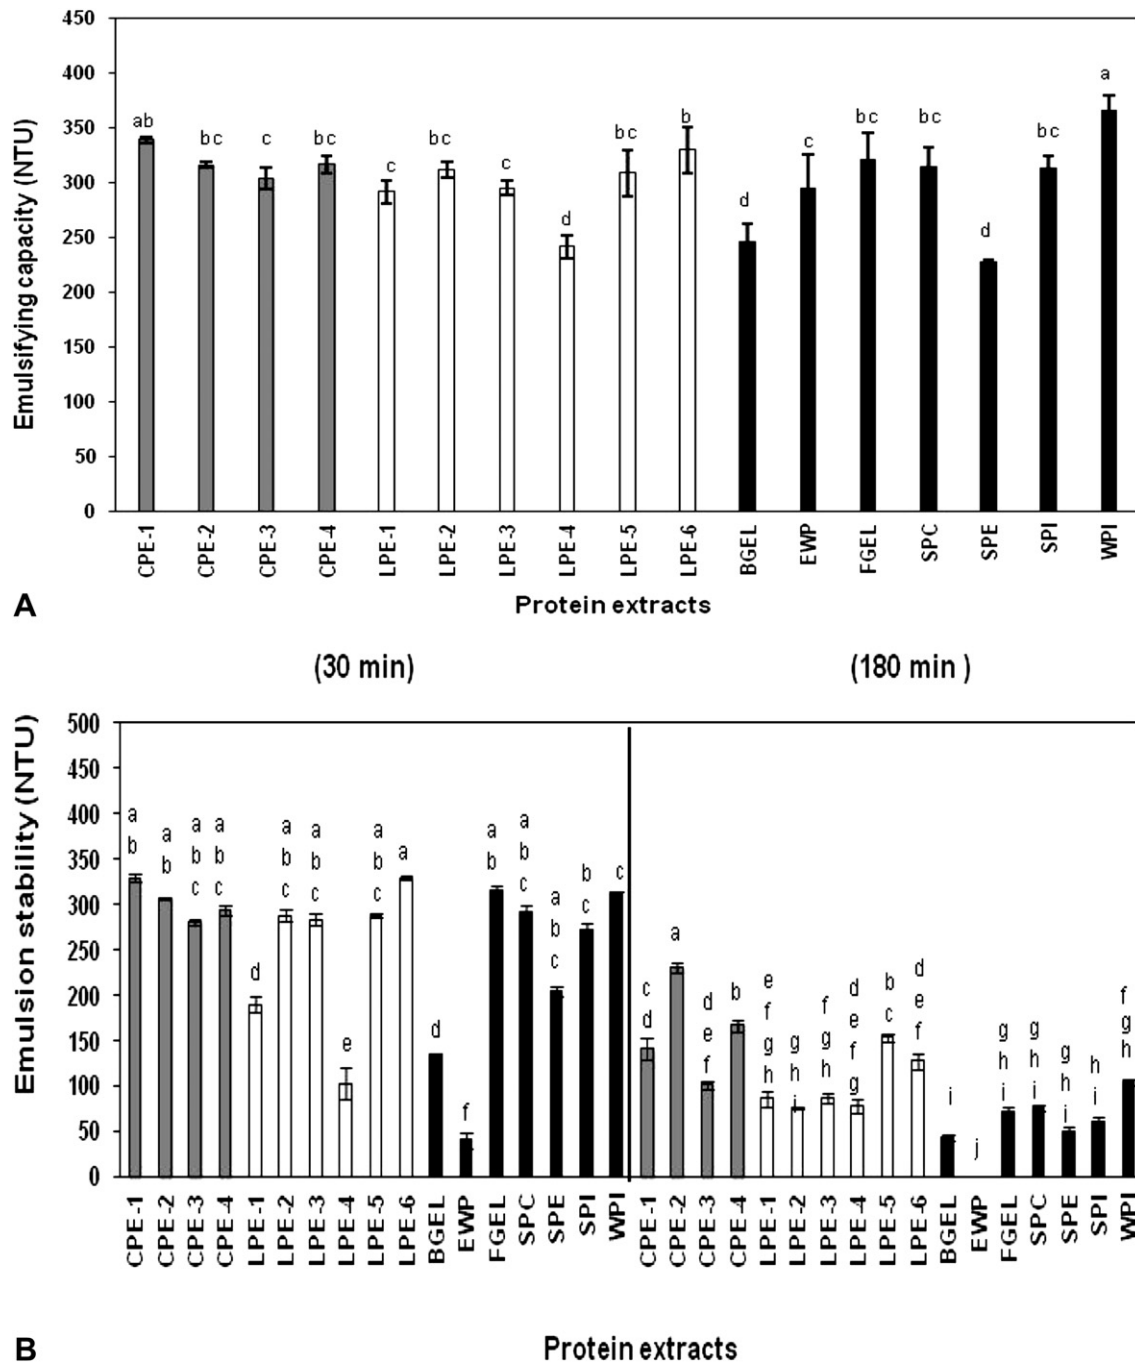 450
400
350
300
250
200
150
100
50
0
Emulsifying capacity (NTU)
ab
bc
c
bc
c
bc
c
d
bc
b
d
c
bc
bc
d
bc
a
CPE-1
CPE-2
CPE-3
CPE-4
LPE-1
LPE-2
LPE-3
LPE-4
LPE-5
LPE-6
BGEL
EWP
FGEL
SPC
SPE
SPI
WPI
A
Protein extracts
(30 min)
(180 min )
500
450
400
350
300
250
200
150
100
50
0
Emulsion stability (NTU)
a
b
a
b
a
b
c
a
b
c
d
a
b
c
a
b
c
e
a
b
c
a
d
f
a
b
a
b
c
a
b
c
b
c
c
c
d
a
d
e
f
b
e
f
g
h
g
h
i
f
g
h
d
e
f
g
b
c
d
e
f
i
j
g
h
i
g
h
i
g
h
i
h
i
f
g
h
CPE-1
CPE-2
CPE-3
CPE-4
LPE-1
LPE-2
LPE-3
LPE-4
LPE-5
LPE-6
BGEL
EWP
FGEL
SPC
SPE
SPI
WPI
CPE-1
CPE-2
CPE-3
CPE-4
LPE-1
LPE-2
LPE-3
LPE-4
LPE-5
LPE-6
BGEL
EWP
FGEL
SPC
SPE
SPI
WPI
B
Protein extracts